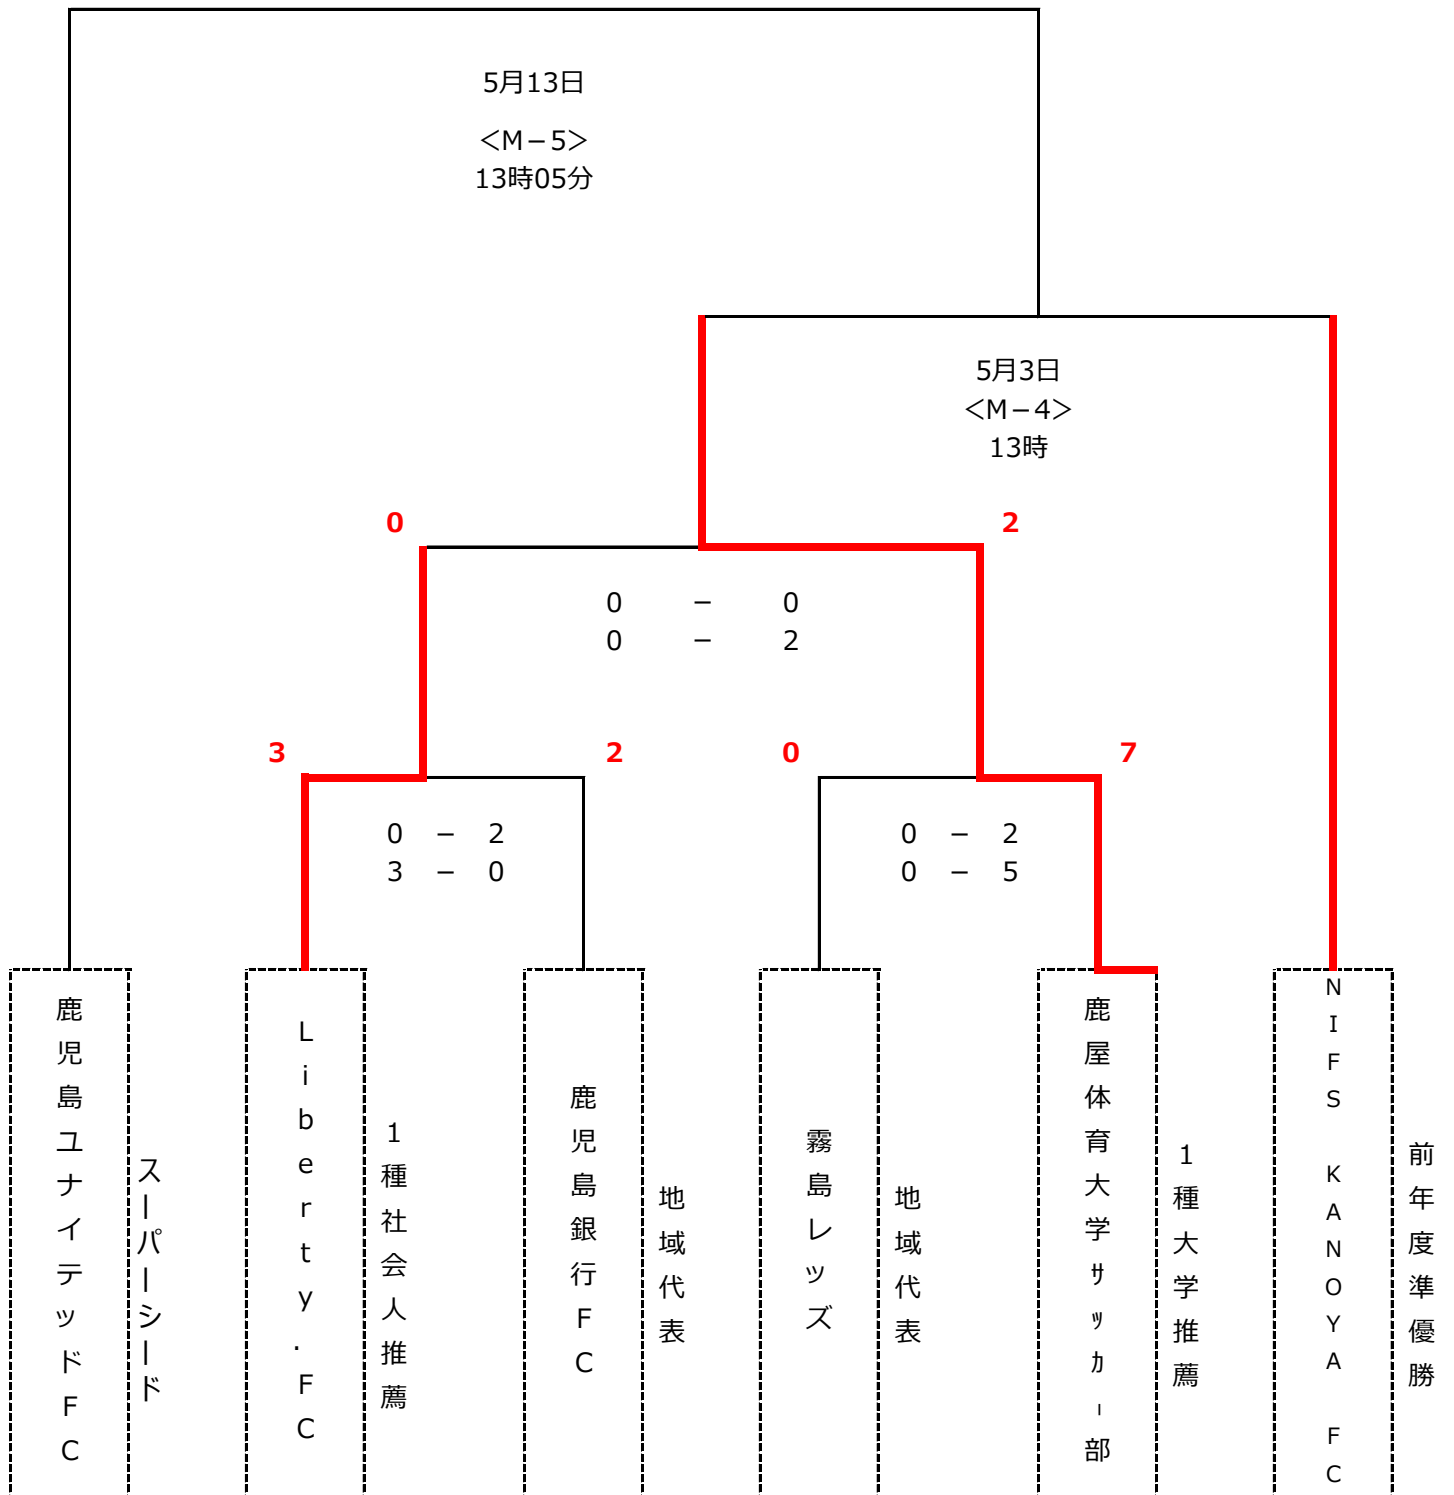 5月13日
＜M－5＞
13時05分
5月3日
＜M－4＞
13時
0
2
0 － 0
0 － 2
3
2
0
7
0 － 2
3 － 0
0 － 2
0 － 5
鹿児島ユナイテッドFC
スーパーシード
Liberty.FC
1種社会人推薦
鹿児島銀行FC
地域代表
霧島レッズ
地域代表
鹿屋体育大学ｻｯｶｰ部
1種大学推薦
NIFS KANOYA FC
前年度準優勝